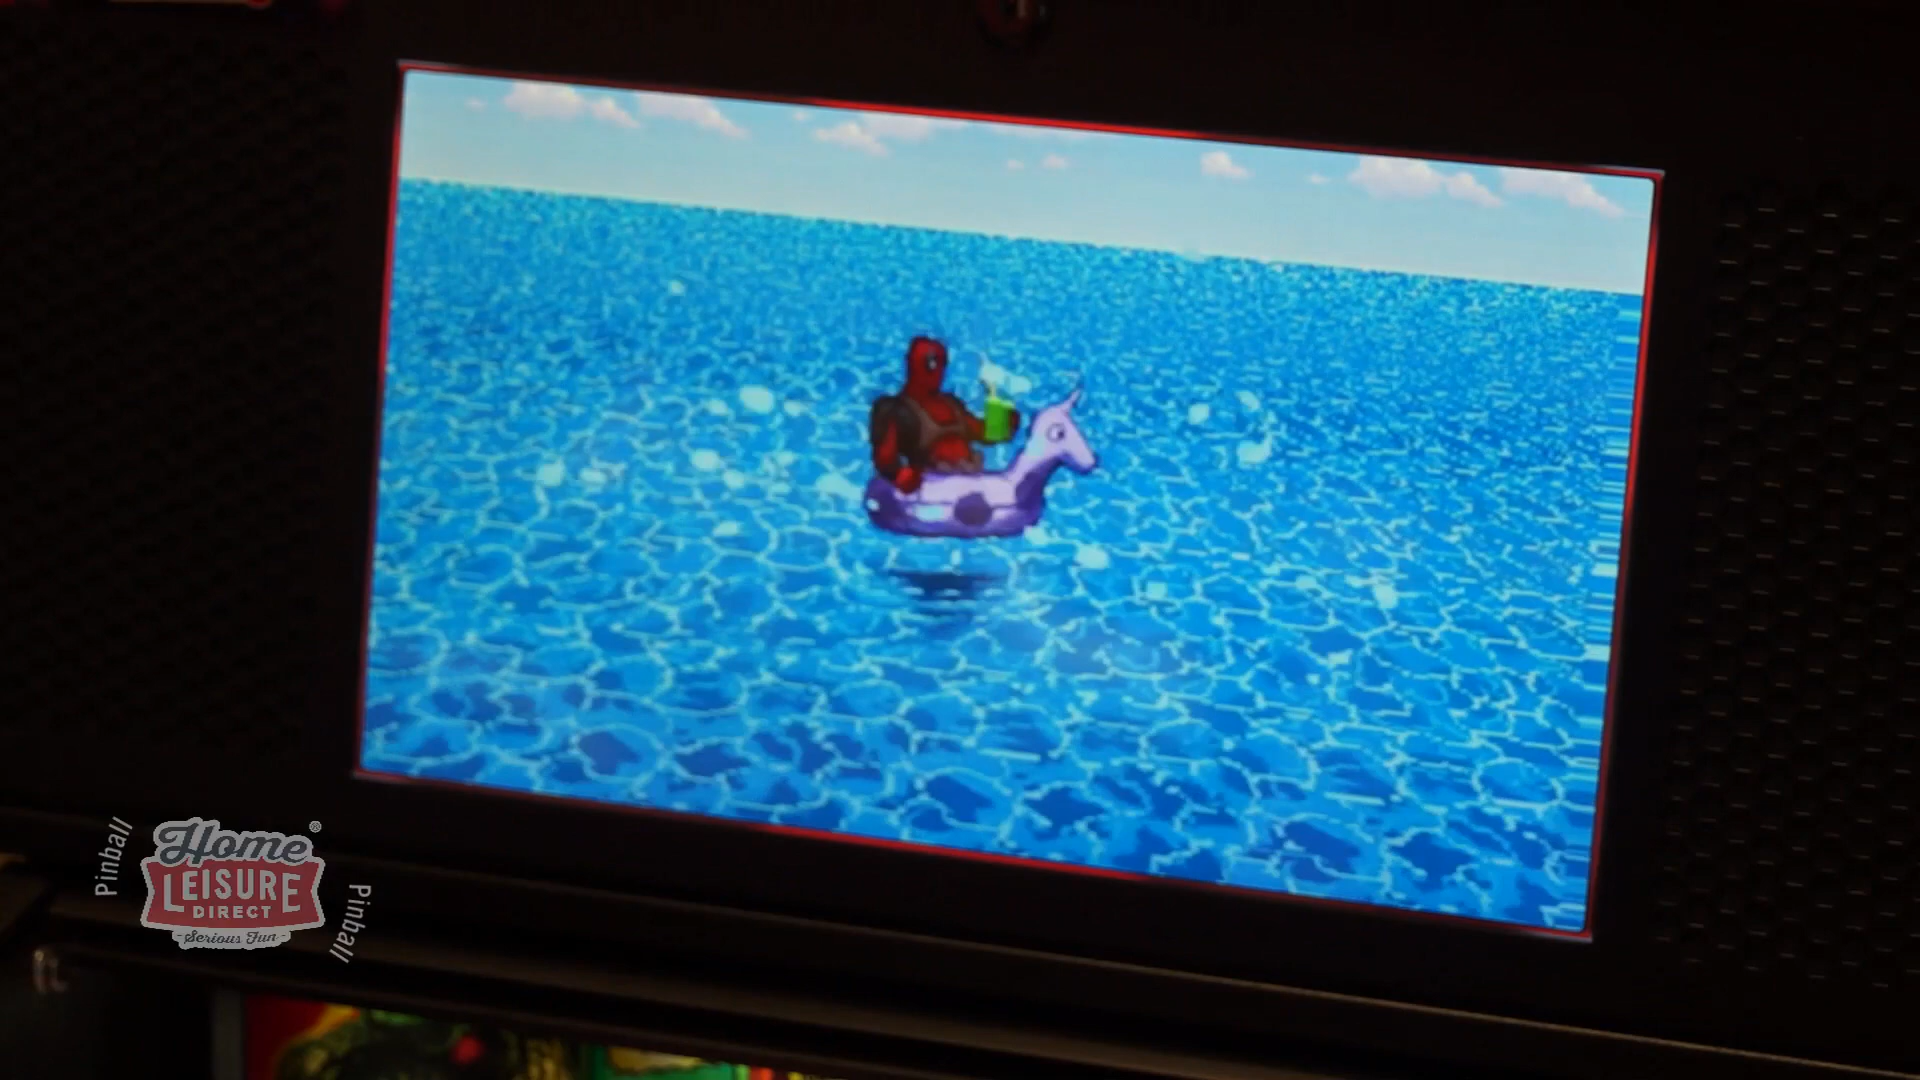 Pinball
Home®
LEISURE
DIRECT
-Serious Fun-
Pinball